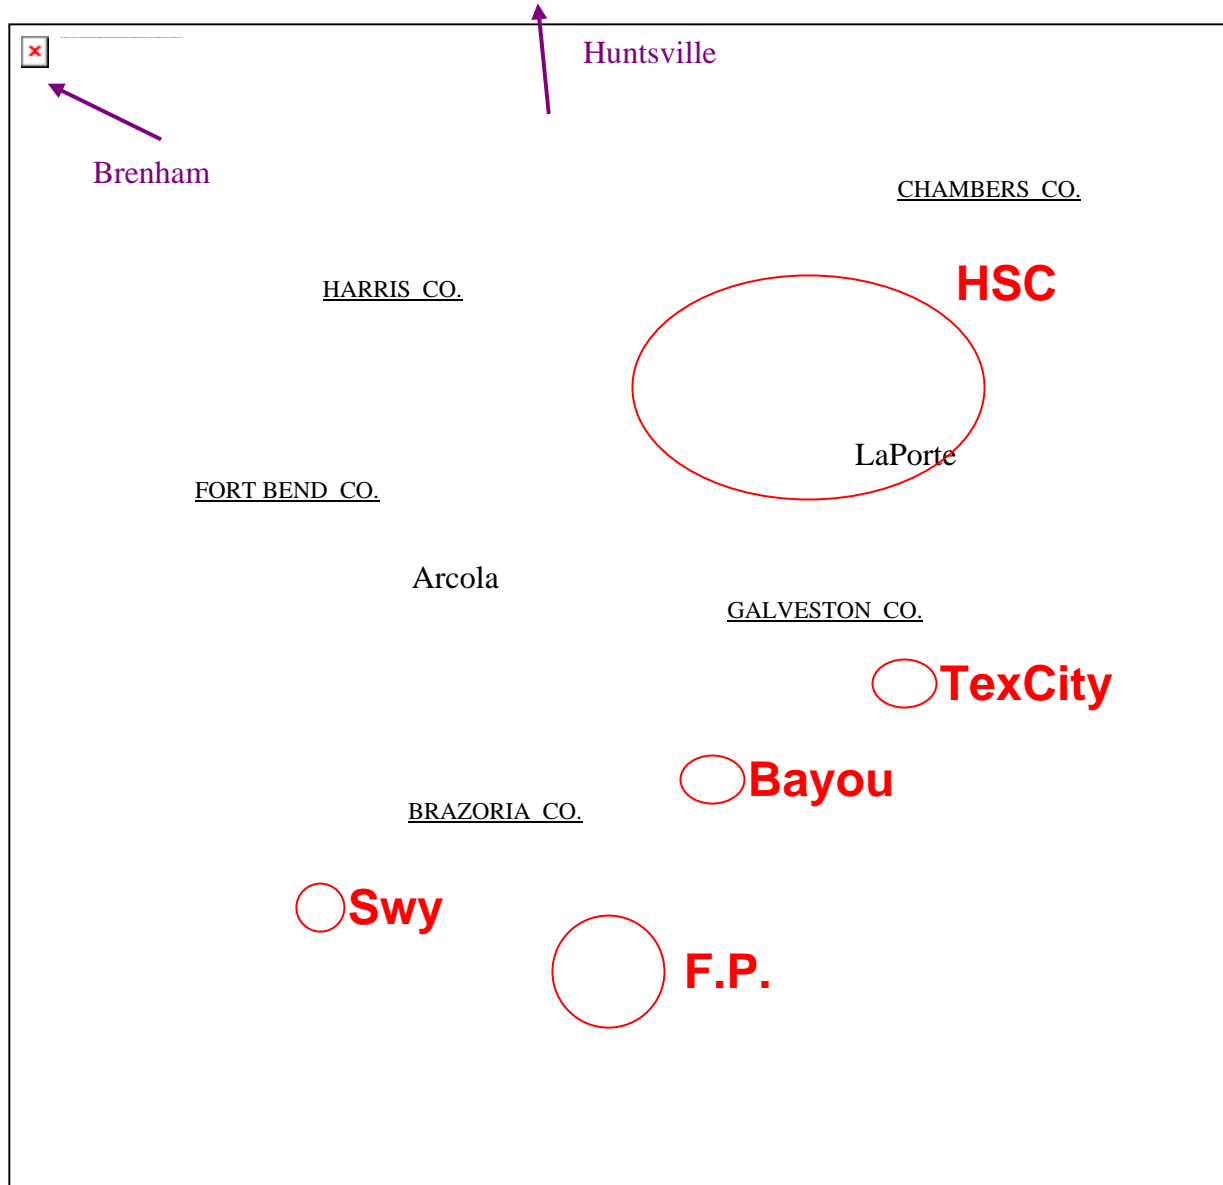 Huntsville
Brenham
CHAMBERS CO.
HSC
HARRIS CO.
LaPorte
FORT BEND CO.
Arcola
GALVESTON CO.
TexCity
Bayou
BRAZORIA CO.
Swy
F.P.